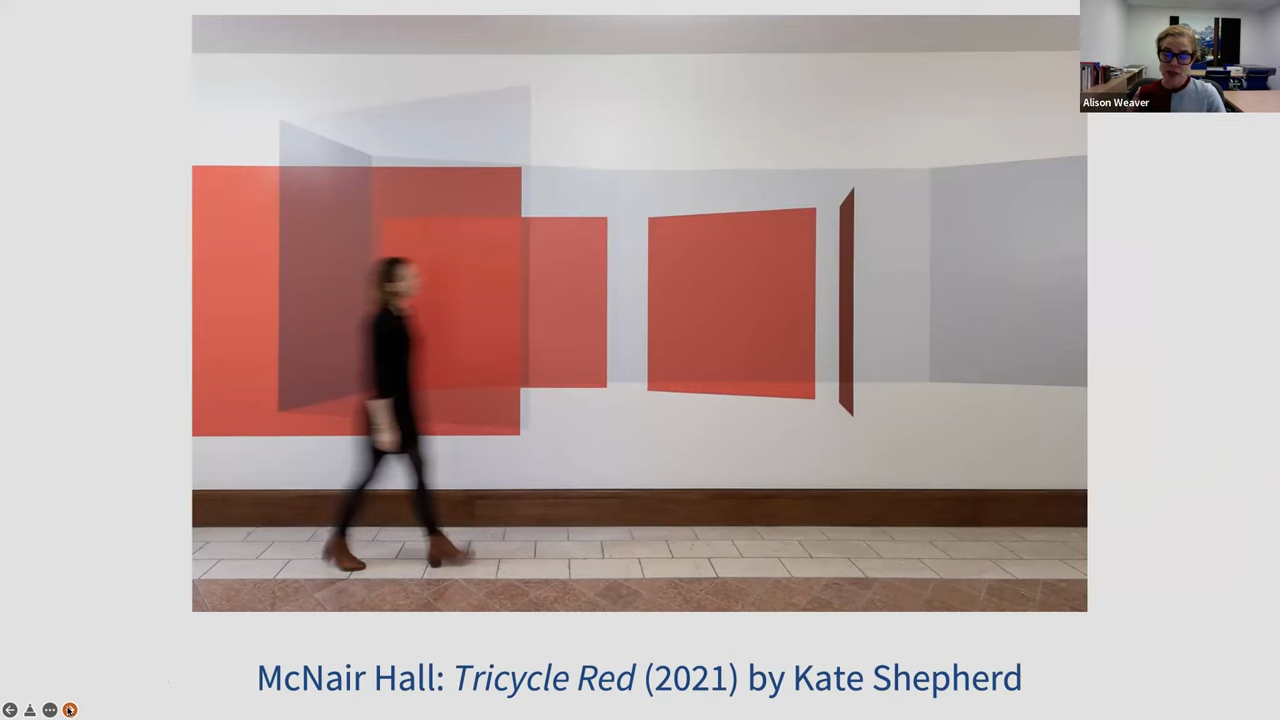 Alison Weaver
McNair Hall: Tricycle Red (2021) by Kate Shepherd